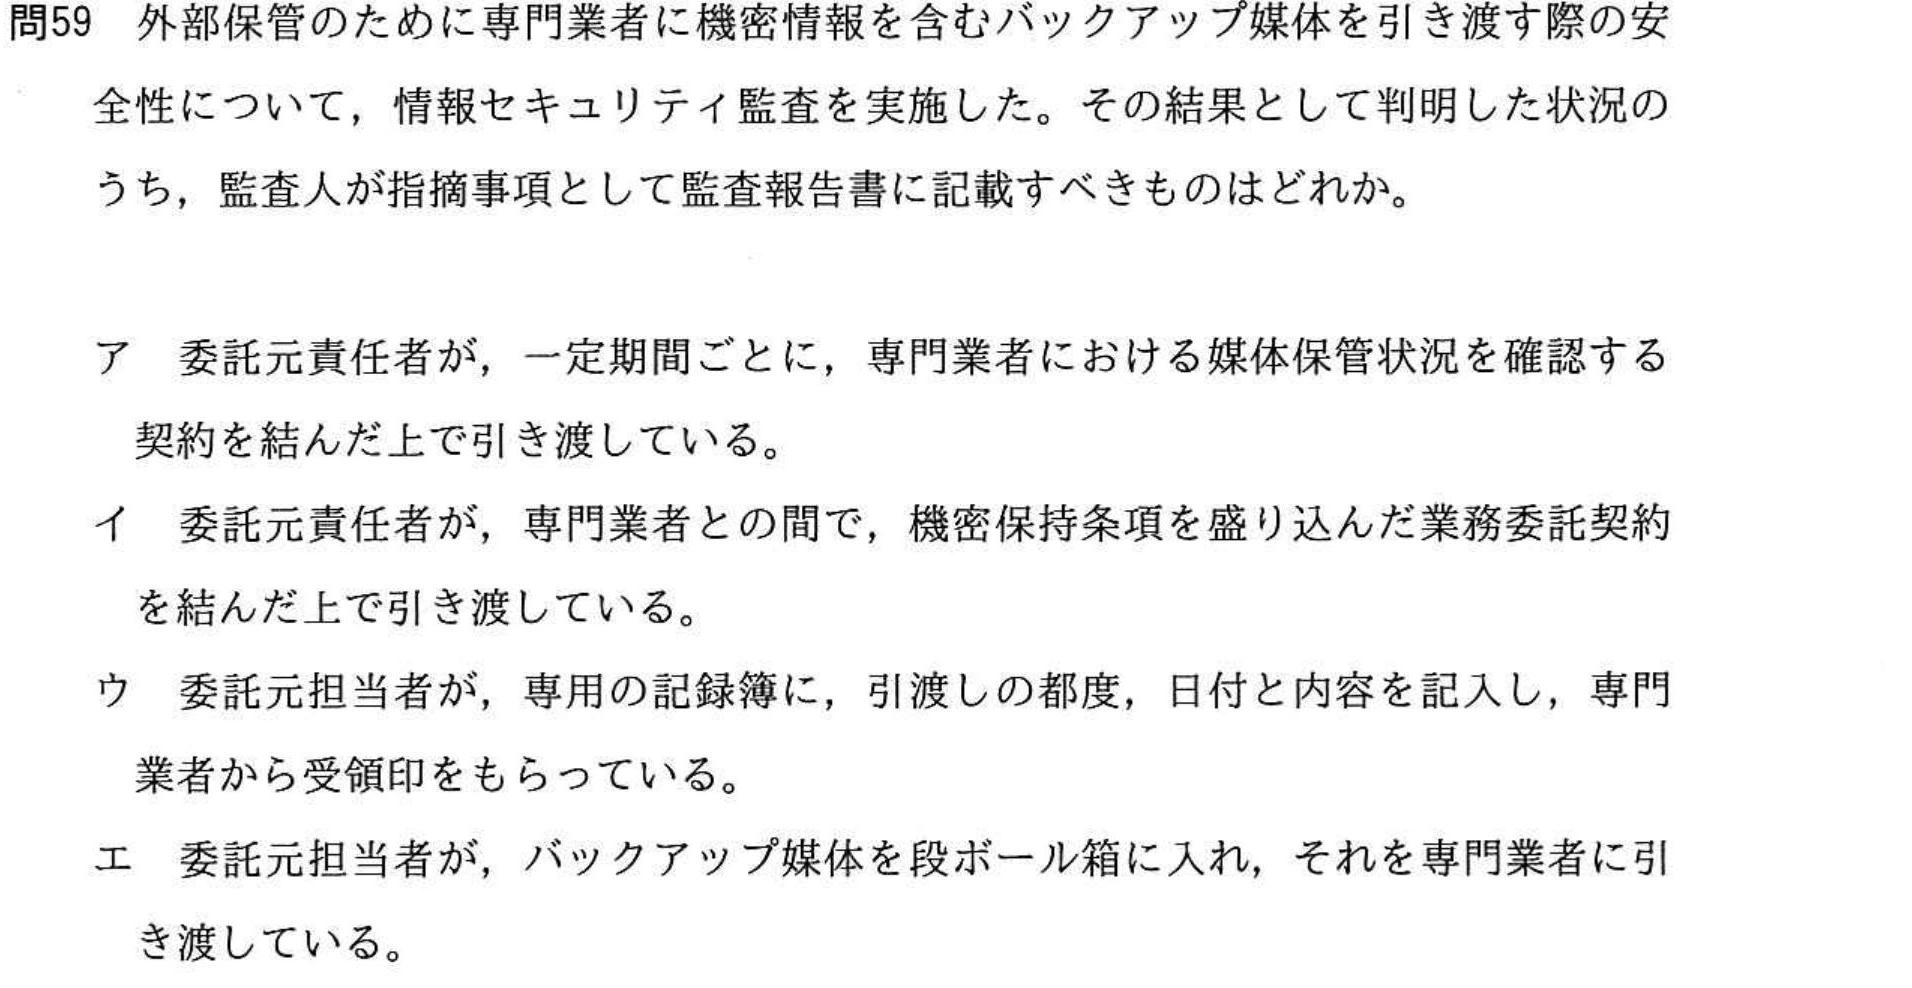 問59　外部保管のために専門業者に機密情報を含むバックアップ媒体を引き渡す際の安
全性について，情報セキュリティ監査を実施した。その結果として判明した状況の
うち，監査人が指摘事項として監査報告書に記載すべきものはどれか。
ア　委託元責任者が，一定期間ごとに，専門業者における媒体保管状況を確認する
契約を結んだ上で引き渡している。
イ　委託元責任者が，専門業者との間で，機密保持条項を盛り込んだ業務委託契約
を結んだ上で引き渡している。
ウ　委託元担当者が，専用の記録簿に，引渡しの都度，日付と内容を記入し，専門
業者から受領印をもらっている。
エ　委託元担当者が，バックアップ媒体を段ボール箱に入れ，それを専門業者に引
き渡している。